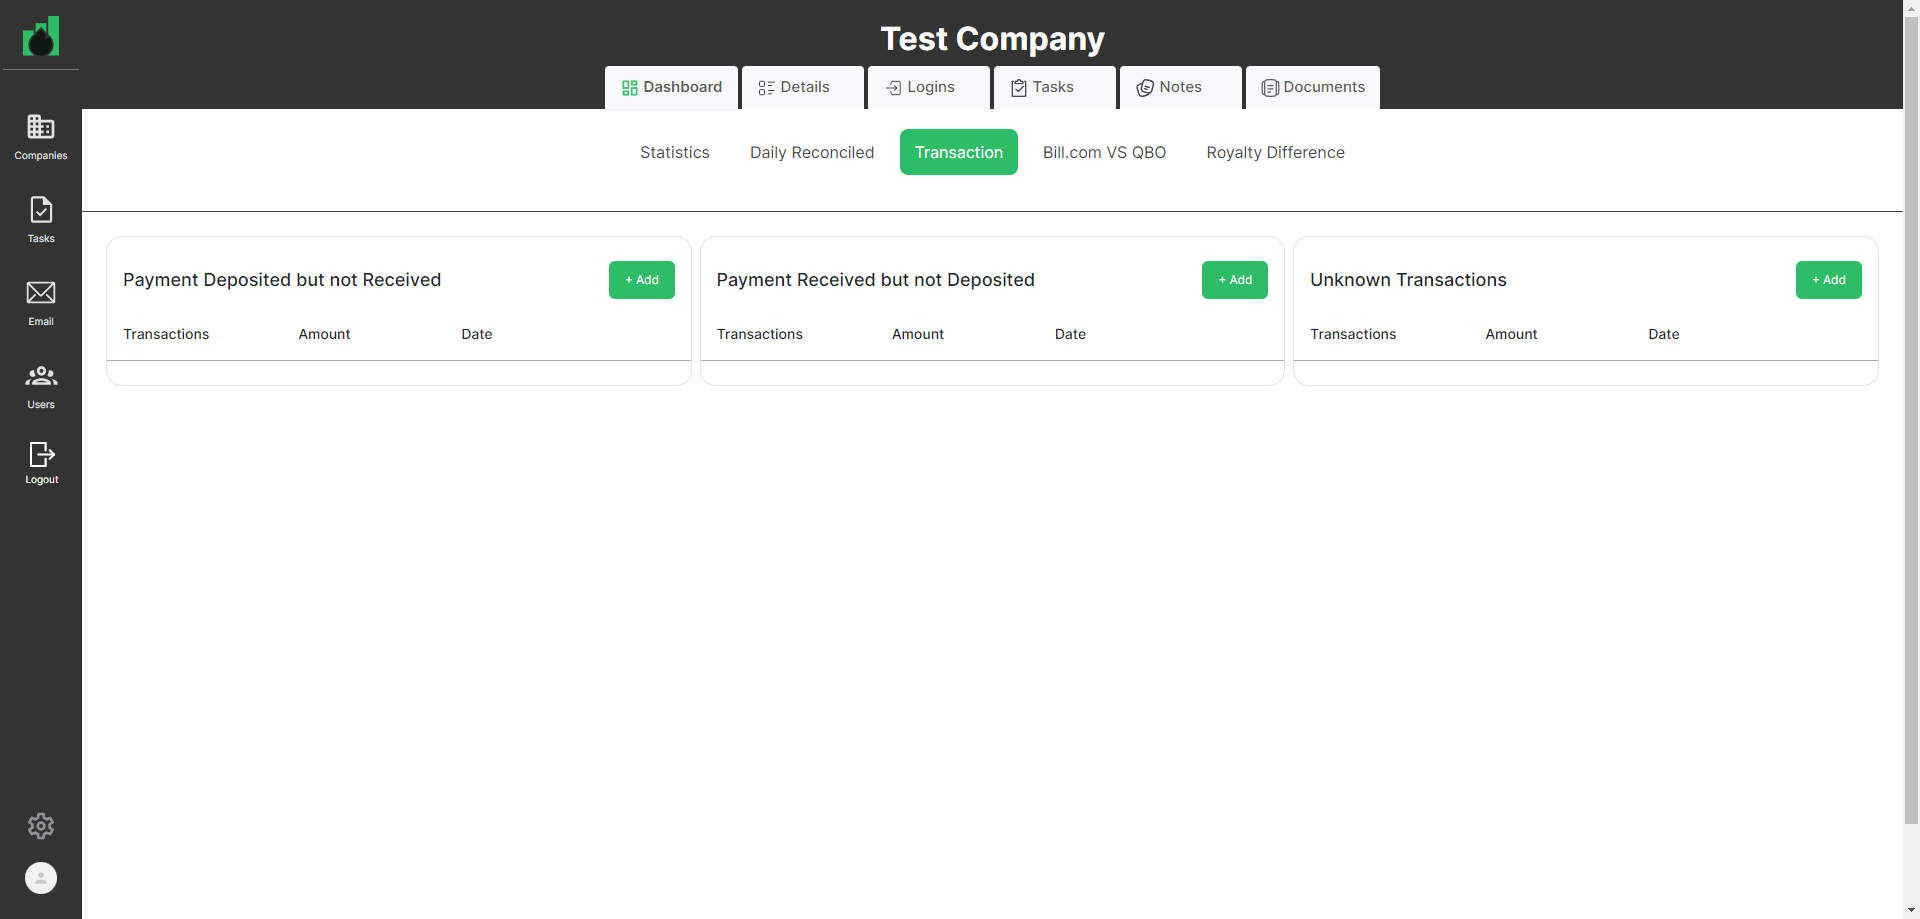 Test Company
Dashboard Details Logins Tasks Notes Documents
Companies
Tasks
Email
Users
Logout
Statistics Daily Reconciled Transaction Bill.com VS QBO Royalty Difference
Payment Deposited but not Received + Add
Transactions Amount Date
Payment Received but not Deposited + Add
Transactions Amount Date
Unknown Transactions + Add
Transactions Amount Date